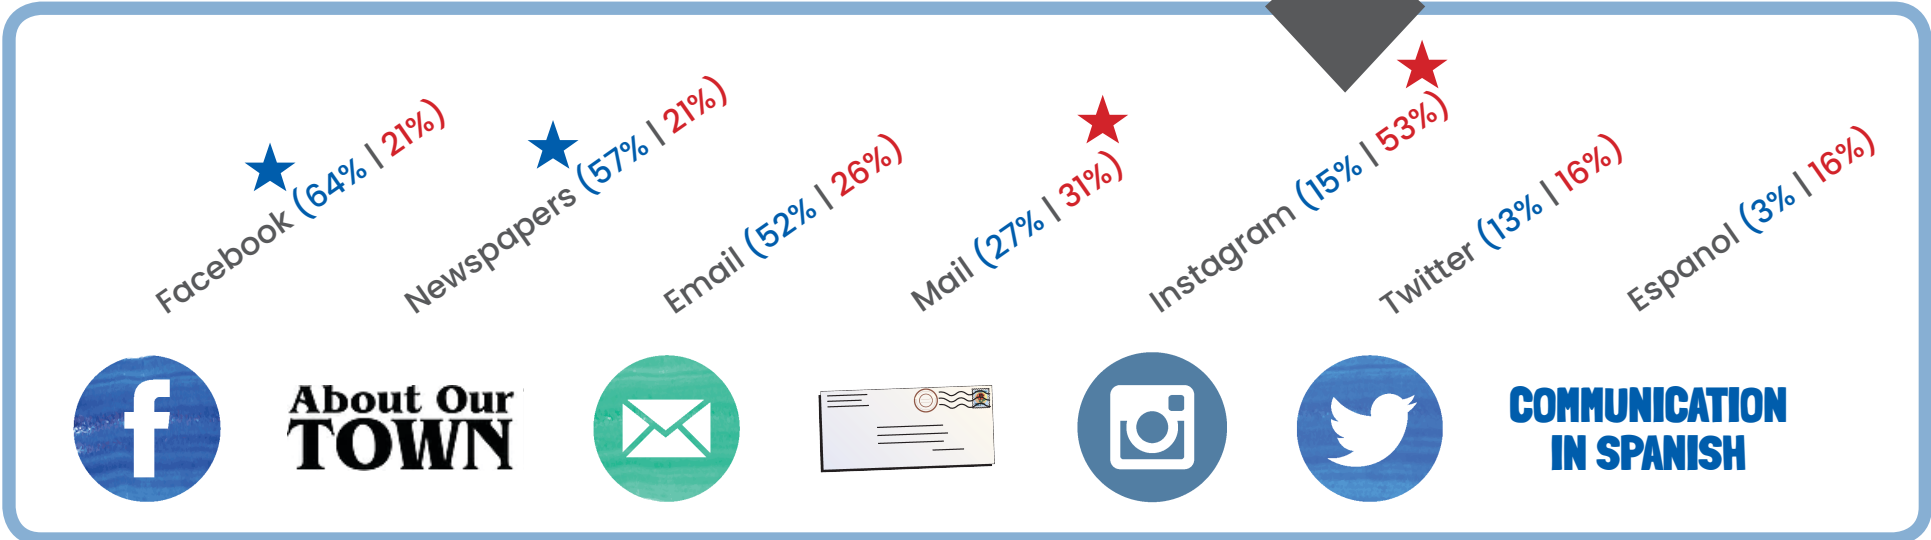 Facebook (64% | 21%)
Newspapers (57% | 21%)
Email (52% | 26%)
Mail (27% | 31%)
Instagram (15% | 53%)
Twitter (13% | 16%)
Espanol (3% | 16%)
f
About Our
TOWN
COMMUNICATION
IN SPANISH